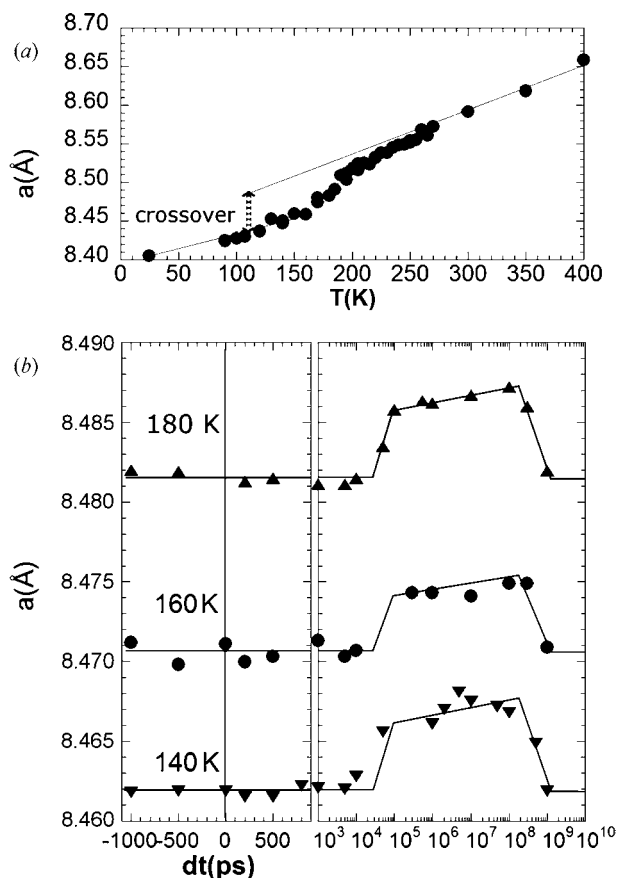 (a)
8.70
8.65
8.60
8.55
8.50
8.45
8.40
a(Å)
crossover
0 50 100 150 200 250 300 350 400
T(K)
(b)
8.490
8.485
8.480
8.475
8.470
8.465
8.460
a(Å)
180 K
160K
140K
-1000 -500 0 500 10³ 10⁴ 10⁵ 10⁶ 10⁷ 10⁸ 10⁹ 10¹⁰
dt(ps)